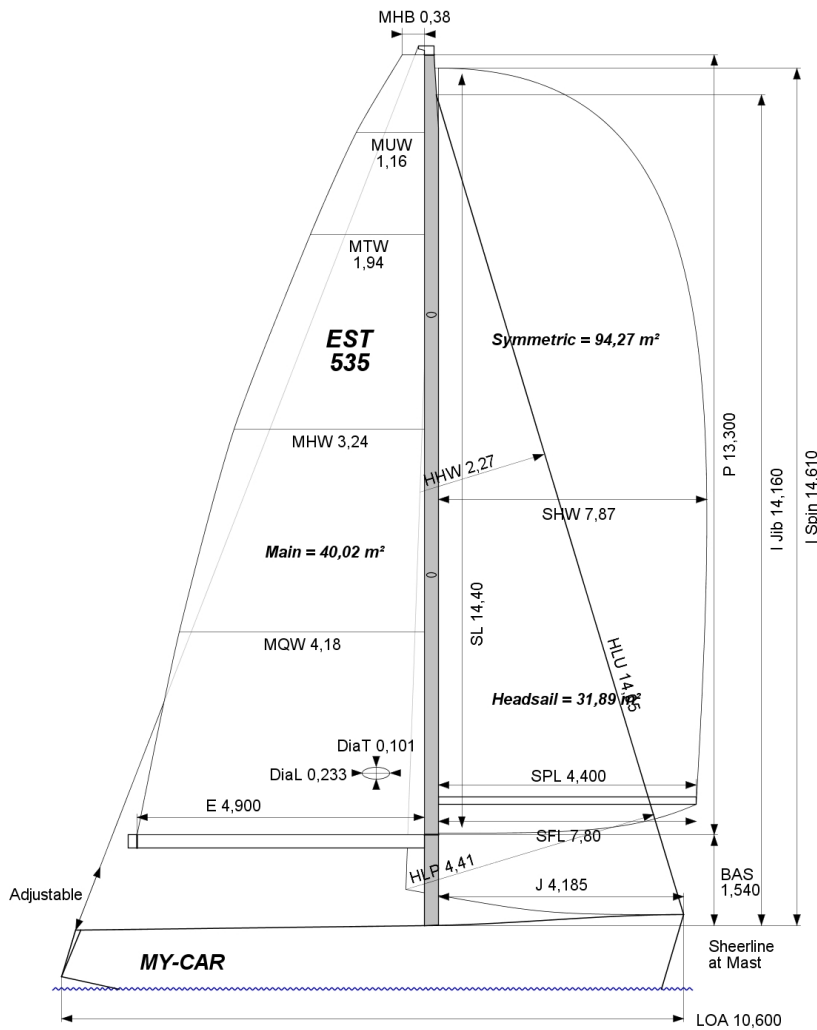 MHB 0,38
MUW
1,16
MTW
1,94
EST
535
Symmetric = 94,27 m²
MHW 3,24
HHW 2,27
SHW 7,87
P 13,300
I Jib 14,160
I Spin 14,610
Main = 40,02 m²
SL 14,40
MQW 4,18
HLU
Headsail = 31,89 m²
DiaT 0,101
DiaL 0,233
SPL 4,400
E 4,900
SFL 7,80
HLP 4,41
J 4,185
BAS
1,540
Adjustable
Sheerline
at Mast
MY-CAR
LOA 10,600